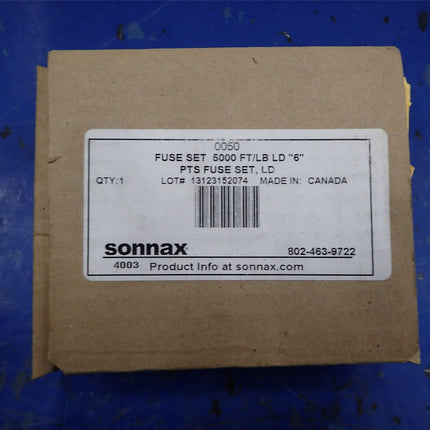 0050
FUSE SET 5000 FT/LB LD "6"
PTS FUSE SET, LD
QTY:1 LOT# 13123152074 MADE IN: CANADA
sonnax 802-463-9722
4003 Product Info at sonnax.com